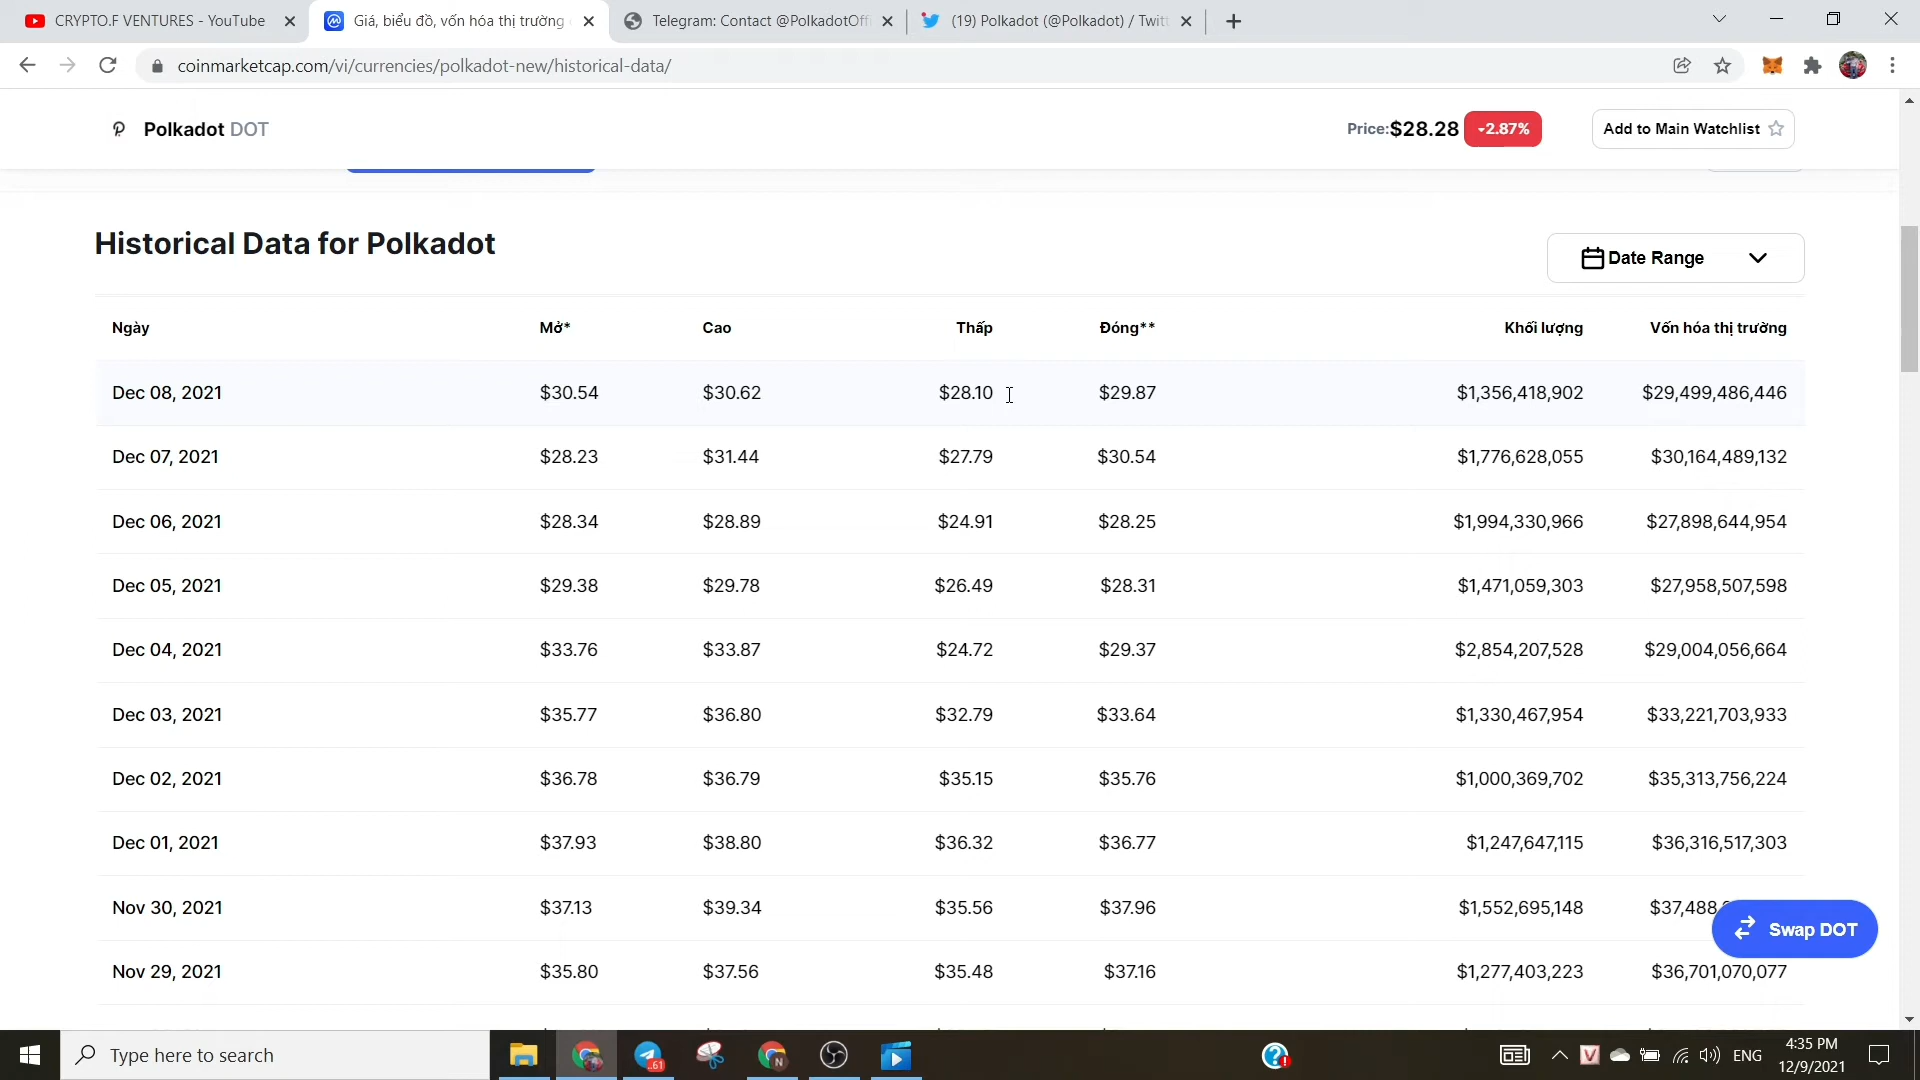 CRYPTO.F VENTURES - YouTube
Giá, biểu đồ, vốn hóa thị trường
Telegram: Contact @PolkadotOffi
(19) Polkadot (@Polkadot) / Twitt
coinmarketcap.com/vi/currencies/polkadot-new/historical-data/
Polkadot DOT
Price:$28.28
2.87%
Add to Main Watchlist
Historical Data for Polkadot
Date Range
Ngày Mở* Cao Thấp Đóng** Khối lượng Vốn hóa thị trường
Dec 08, 2021 $30.54 $30.62 $28.10 $29.87 $1,356,418,902 $29,499,486,446
Dec 07, 2021 $28.23 $31.44 $27.79 $30.54 $1,776,628,055 $30,164,489,132
Dec 06, 2021 $28.34 $28.89 $24.91 $28.25 $1,994,330,966 $27,898,644,954
Dec 05, 2021 $29.38 $29.78 $26.49 $28.31 $1,471,059,303 $27,958,507,598
Dec 04, 2021 $33.76 $33.87 $24.72 $29.37 $2,854,207,528 $29,004,056,664
Dec 03, 2021 $35.77 $36.80 $32.79 $33.64 $1,330,467,954 $33,221,703,933
Dec 02, 2021 $36.78 $36.79 $35.15 $35.76 $1,000,369,702 $35,313,756,224
Dec 01, 2021 $37.93 $38.80 $36.32 $36.77 $1,247,647,115 $36,316,517,303
Nov 30, 2021 $37.13 $39.34 $35.56 $37.96 $1,552,695,148 $37,488
Swap DOT
Nov 29, 2021 $35.80 $37.56 $35.48 $37.16 $1,277,403,223 $36,701,070,077
Type here to search
61
N
V
ENG
4:35 PM
12/9/2021